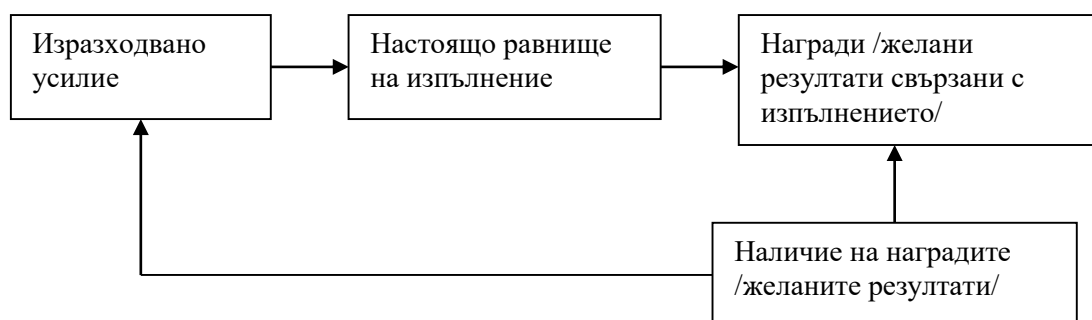 Изразходвано
усилие
Настоящо равнище
на изпълнение
Награди /желани
резултати свързани с
изпълнението/
Наличие на наградите
/желаните резултати/